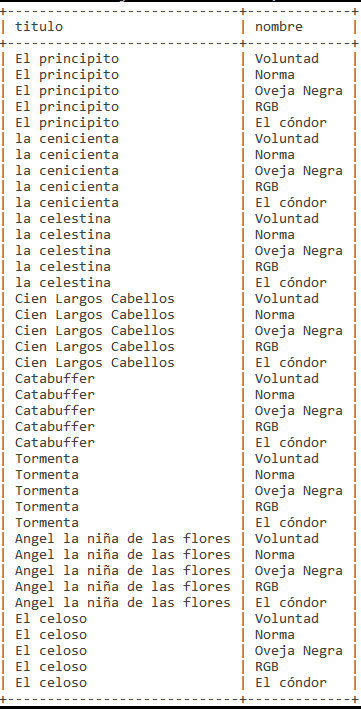 +----------------------------+-------------+
| titulo                     | nombre      |
+----------------------------+-------------+
| El principito              | Voluntad    |
| El principito              | Norma       |
| El principito              | Oveja Negra |
| El principito              | RGB         |
| El principito              | El cóndor   |
| la cenicienta              | Voluntad    |
| la cenicienta              | Norma       |
| la cenicienta              | Oveja Negra |
| la cenicienta              | RGB         |
| la cenicienta              | El cóndor   |
| la celestina               | Voluntad    |
| la celestina               | Norma       |
| la celestina               | Oveja Negra |
| la celestina               | RGB         |
| la celestina               | El cóndor   |
| Cien Largos Cabellos       | Voluntad    |
| Cien Largos Cabellos       | Norma       |
| Cien Largos Cabellos       | Oveja Negra |
| Cien Largos Cabellos       | RGB         |
| Cien Largos Cabellos       | El cóndor   |
| Catabuffer                 | Voluntad    |
| Catabuffer                 | Norma       |
| Catabuffer                 | Oveja Negra |
| Catabuffer                 | RGB         |
| Catabuffer                 | El cóndor   |
| Tormenta                   | Voluntad    |
| Tormenta                   | Norma       |
| Tormenta                   | Oveja Negra |
| Tormenta                   | RGB         |
| Tormenta                   | El cóndor   |
| Angel la niña de las flores | Voluntad    |
| Angel la niña de las flores | Norma       |
| Angel la niña de las flores | Oveja Negra |
| Angel la niña de las flores | RGB         |
| Angel la niña de las flores | El cóndor   |
| El celoso                  | Voluntad    |
| El celoso                  | Norma       |
| El celoso                  | Oveja Negra |
| El celoso                  | RGB         |
| El celoso                  | El cóndor   |
+----------------------------+-------------+